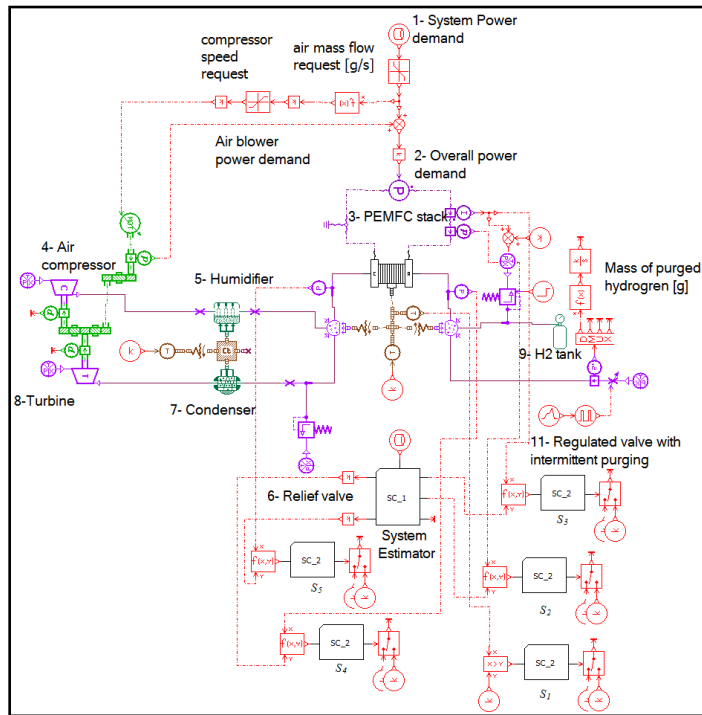 1- System Power
demand
compressor
speed
request
air mass flow
request [g/s]
Air blower
power demand
2- Overall power
demand
3- PEMFC stack
4- Air
compressor
5- Humidifier
Mass of purged
hydrogren [g]
9- H2 tank
8-Turbine
7- Condenser
11- Regulated valve with
intermittent purging
6- Relief valve
SC_1
System
Estimator
f(x,y)
SC_2
S3
f(x,y)
SC_2
S5
f(x,y)
SC_2
S2
f(x,y)
SC_2
S4
X > Y
SC_2
S1